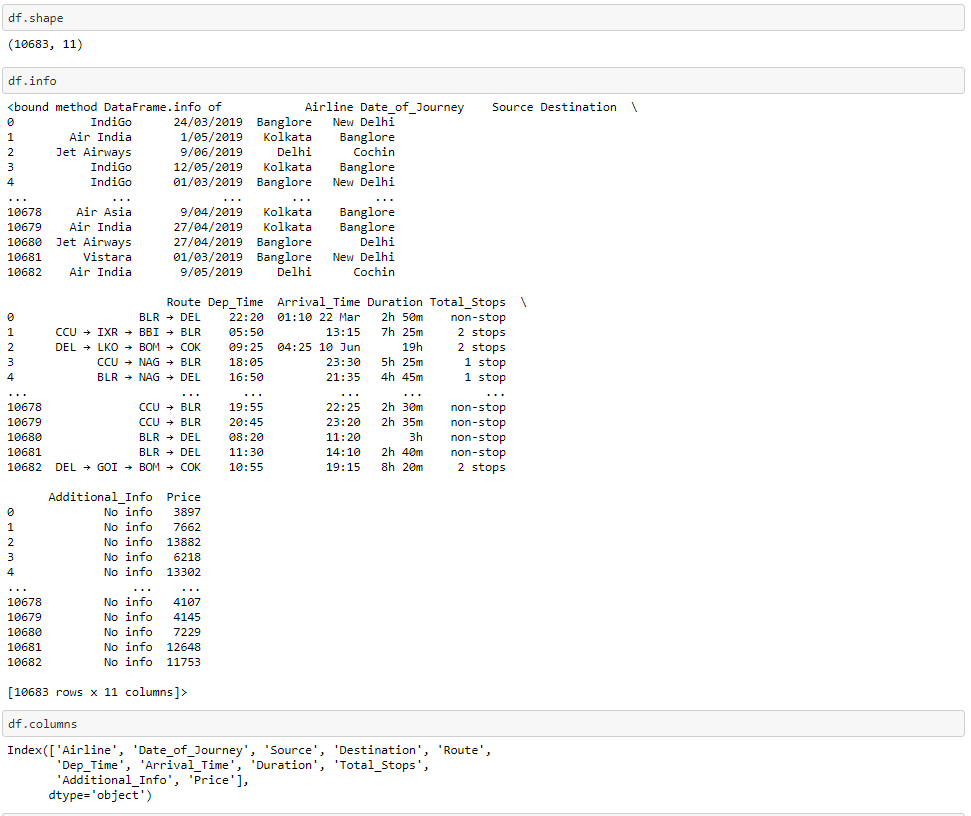 df.shape
(10683, 11)
df.info
<bound method DataFrame.info of            Airline Date_of_Journey    Source Destination  \
0           IndiGo      24/03/2019  Banglore   New Delhi
1        Air India       1/05/2019   Kolkata    Banglore
2      Jet Airways       9/06/2019     Delhi      Cochin
3           IndiGo      12/05/2019   Kolkata    Banglore
4           IndiGo      01/03/2019  Banglore   New Delhi
...            ...             ...       ...         ...
10678     Air Asia       9/04/2019   Kolkata    Banglore
10679    Air India      27/04/2019   Kolkata    Banglore
10680  Jet Airways      27/04/2019  Banglore       Delhi
10681      Vistara      01/03/2019  Banglore   New Delhi
10682    Air India       9/05/2019     Delhi      Cochin
                       Route Dep_Time  Arrival_Time Duration Total_Stops  \
0                  BLR → DEL    22:20  01:10 22 Mar   2h 50m    non-stop
1      CCU → IXR → BBI → BLR    05:50         13:15   7h 25m     2 stops
2      DEL → LKO → BOM → COK    09:25  04:25 10 Jun      19h     2 stops
3            CCU → NAG → BLR    18:05         23:30   5h 25m      1 stop
4            BLR → NAG → DEL    16:50         21:35   4h 45m      1 stop
...                      ...      ...           ...      ...         ...
10678              CCU → BLR    19:55         22:25   2h 30m    non-stop
10679              CCU → BLR    20:45         23:20   2h 35m    non-stop
10680              BLR → DEL    08:20         11:20       3h    non-stop
10681              BLR → DEL    11:30         14:10   2h 40m    non-stop
10682  DEL → GOI → BOM → COK    10:55         19:15   8h 20m     2 stops
      Additional_Info  Price
0             No info   3897
1             No info   7662
2             No info  13882
3             No info   6218
4             No info  13302
...               ...    ...
10678         No info   4107
10679         No info   4145
10680         No info   7229
10681         No info  12648
10682         No info  11753
[10683 rows x 11 columns]>
df.columns
Index(['Airline', 'Date_of_Journey', 'Source', 'Destination', 'Route',
       'Dep_Time', 'Arrival_Time', 'Duration', 'Total_Stops',
       'Additional_Info', 'Price'],
      dtype='object')